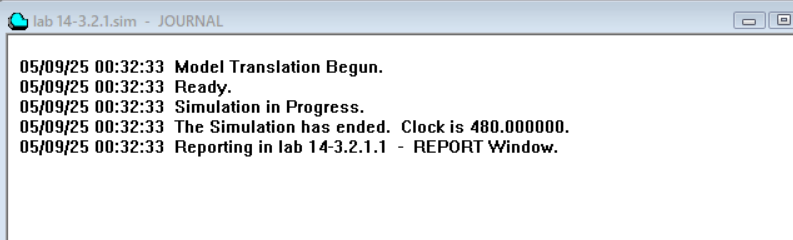 lab 14-3.2.1.sim - JOURNAL
05/09/25 00:32:33 Model Translation Begun.
05/09/25 00:32:33 Ready.
05/09/25 00:32:33 Simulation in Progress.
05/09/25 00:32:33 The Simulation has ended. Clock is 480.000000.
05/09/25 00:32:33 Reporting in lab 14-3.2.1.1 - REPORT Window.